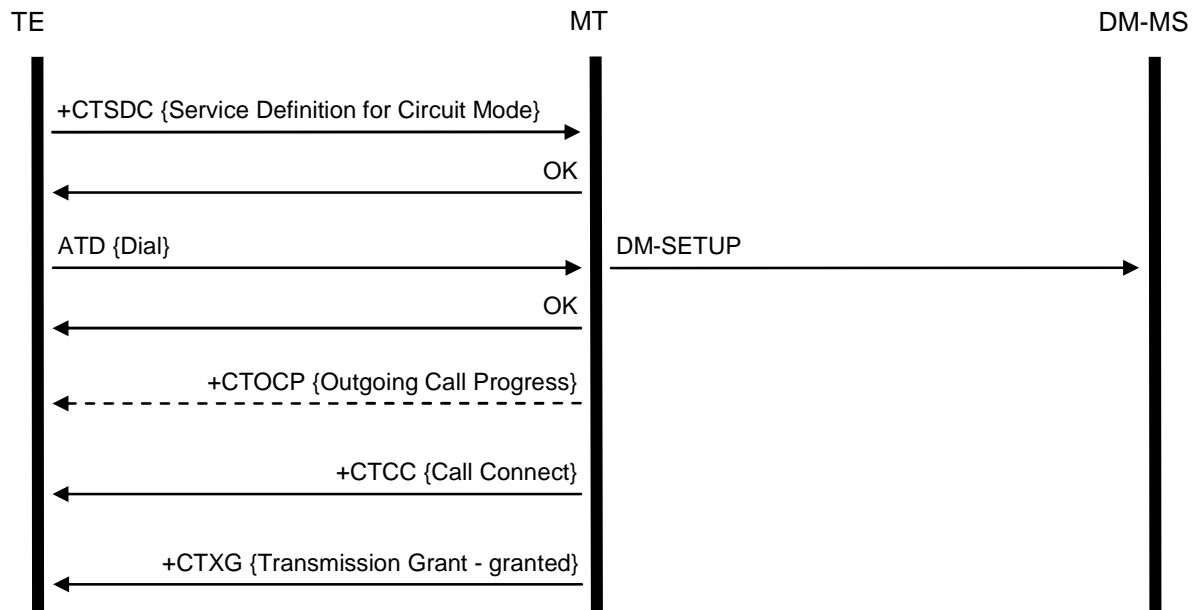 TE MT DM-MS
+CTSDC {Service Definition for Circuit Mode}
OK
ATD {Dial} DM-SETUP
OK
+CTOCP {Outgoing Call Progress}
+CTCC {Call Connect}
+CTXG {Transmission Grant - granted}